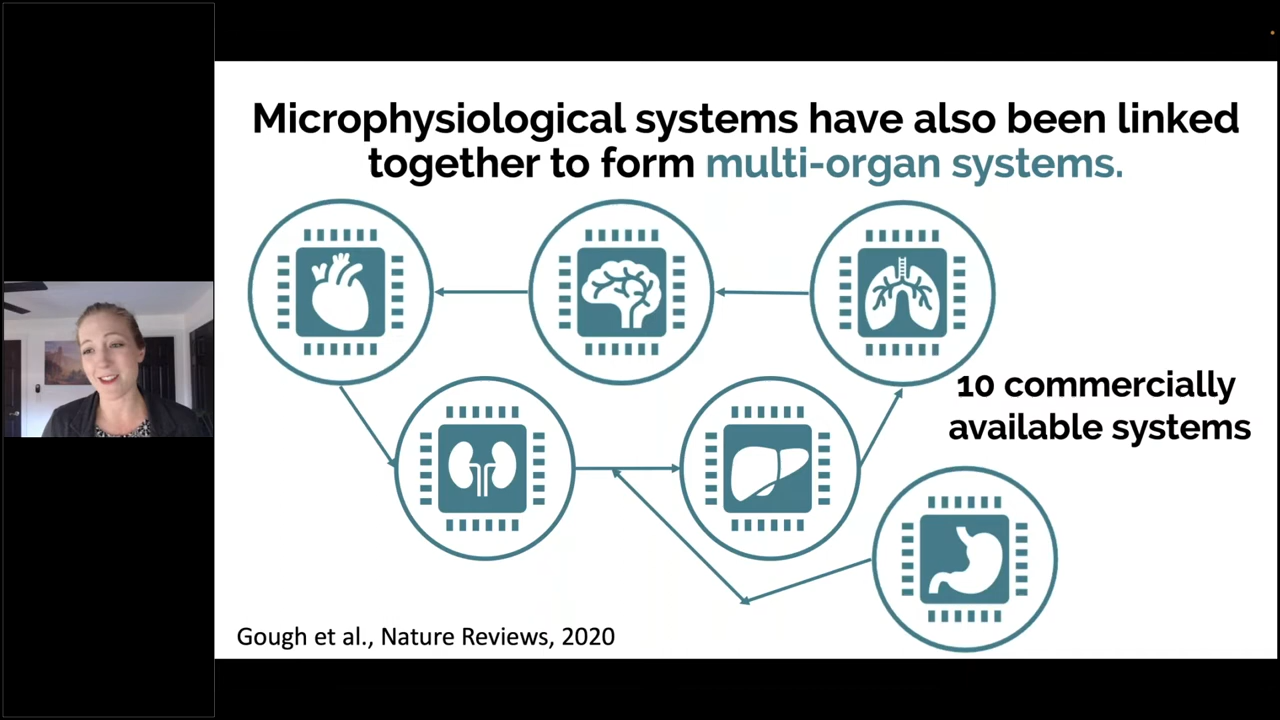 Microphysiological systems have also been linked
together to form multi-organ systems.
10 commercially
available systems
Gough et al., Nature Reviews, 2020